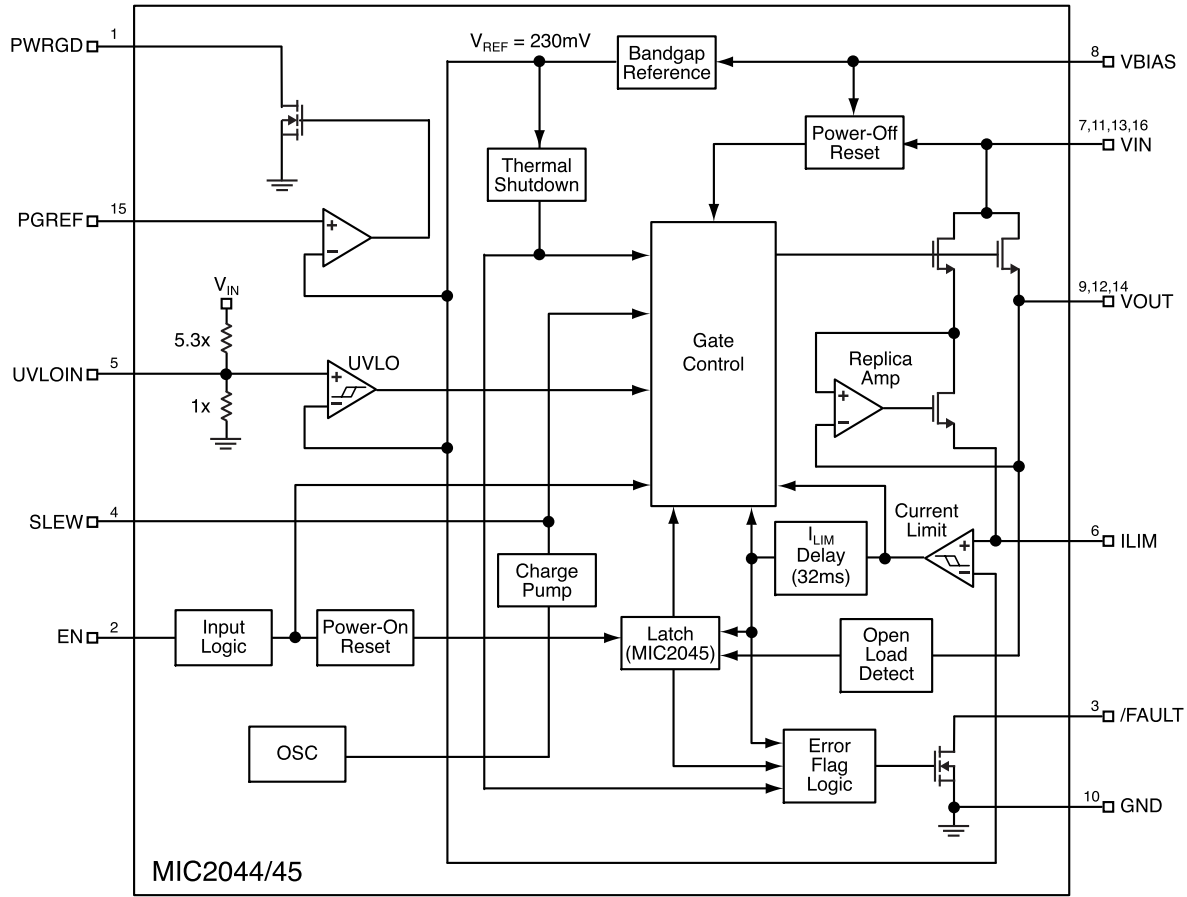 1
PWRGD
V_REF = 230mV
Bandgap
Reference
8
VBIAS
Power-Off
Reset
7,11,13,16
VIN
Thermal
Shutdown
15
PGREF
+
–
V_IN
5.3x
5
UVLOIN
1x
UVLO
+
–
Gate
Control
9,12,14
VOUT
Replica
Amp
+
–
4
SLEW
Charge
Pump
I_LIM
Delay
(32ms)
Current
Limit
+
–
6
ILIM
2
EN
Input
Logic
Power-On
Reset
Latch
(MIC2045)
Open
Load
Detect
3
/FAULT
OSC
Error
Flag
Logic
10
GND
MIC2044/45